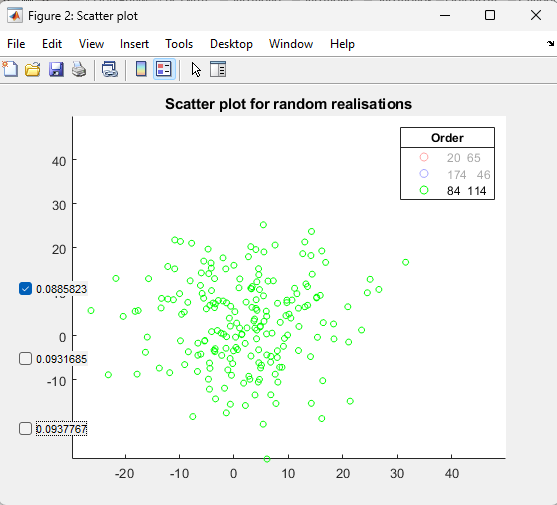 Figure 2: Scatter plot
File Edit View Insert Tools Desktop Window Help
Scatter plot for random realisations
Order
20 65
174 46
84 114
40
30
20
0.0885823
0
0.0931685
-10
0.0937767
-20 -10 0 10 20 30 40